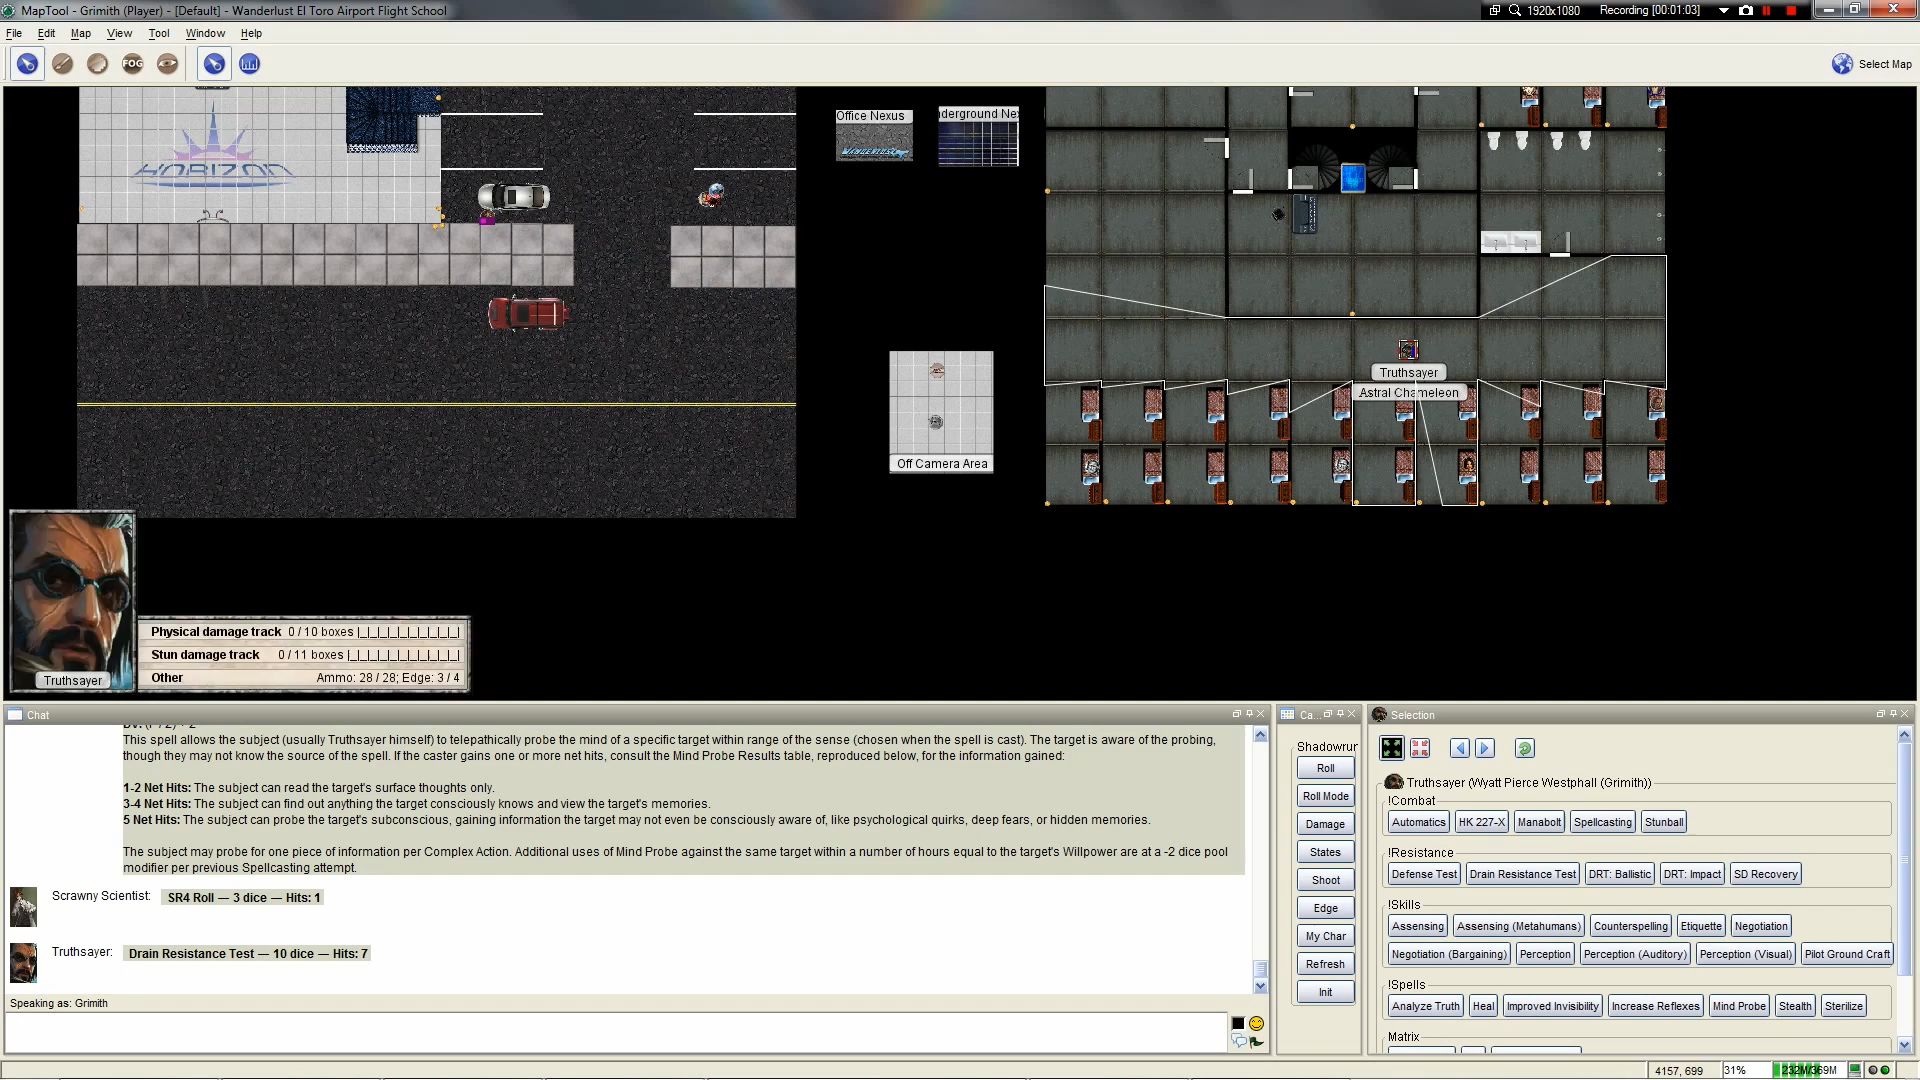 MapTool - Grimith (Player) - [Default] - Wanderlust El Toro Airport Flight School
1920x1080
Recording [00:01:03]
File Edit Map View Tool Window Help
FOG
Select Map
HORIZON
Office Nexus
derground Nex
WANDERLUST
Truthsayer
Astral Chameleon
Off Camera Area
Truthsayer
Physical damage track 0 / 10 boxes |_|_|_|_|_|_|_|_|_|_|
Stun damage track 0 / 11 boxes |_|_|_|_|_|_|_|_|_|_|_|
Other Ammo: 28 / 28; Edge: 3 / 4
Chat
DV: (F / 2) + 2
This spell allows the subject (usually Truthsayer himself) to telepathically probe the mind of a specific target within range of the sense (chosen when the spell is cast). The target is aware of the probing,
though they may not know the source of the spell. If the caster gains one or more net hits, consult the Mind Probe Results table, reproduced below, for the information gained:
1-2 Net Hits: The subject can read the target's surface thoughts only.
3-4 Net Hits: The subject can find out anything the target consciously knows and view the target's memories.
5 Net Hits: The subject can probe the target's subconscious, gaining information the target may not even be consciously aware of, like psychological quirks, deep fears, or hidden memories.
The subject may probe for one piece of information per Complex Action. Additional uses of Mind Probe against the same target within a number of hours equal to the target's Willpower are at a -2 dice pool
modifier per previous Spellcasting attempt.
Scrawny Scientist: SR4 Roll — 3 dice — Hits: 1
Truthsayer: Drain Resistance Test — 10 dice — Hits: 7
Speaking as: Grimith
Ca...
Shadowrur
Roll
Roll Mode
Damage
States
Shoot
Edge
My Char
Refresh
Init
Selection
Truthsayer (Wyatt Pierce Westphall (Grimith))
!Combat
Automatics HK 227-X Manabolt Spellcasting Stunball
!Resistance
Defense Test Drain Resistance Test DRT: Ballistic DRT: Impact SD Recovery
!Skills
Assensing Assensing (Metahumans) Counterspelling Etiquette Negotiation
Negotiation (Bargaining) Perception Perception (Auditory) Perception (Visual) Pilot Ground Craft
!Spells
Analyze Truth Heal Improved Invisibility Increase Reflexes Mind Probe Stealth Sterilize
Matrix
4157, 699
31%
232M/369M